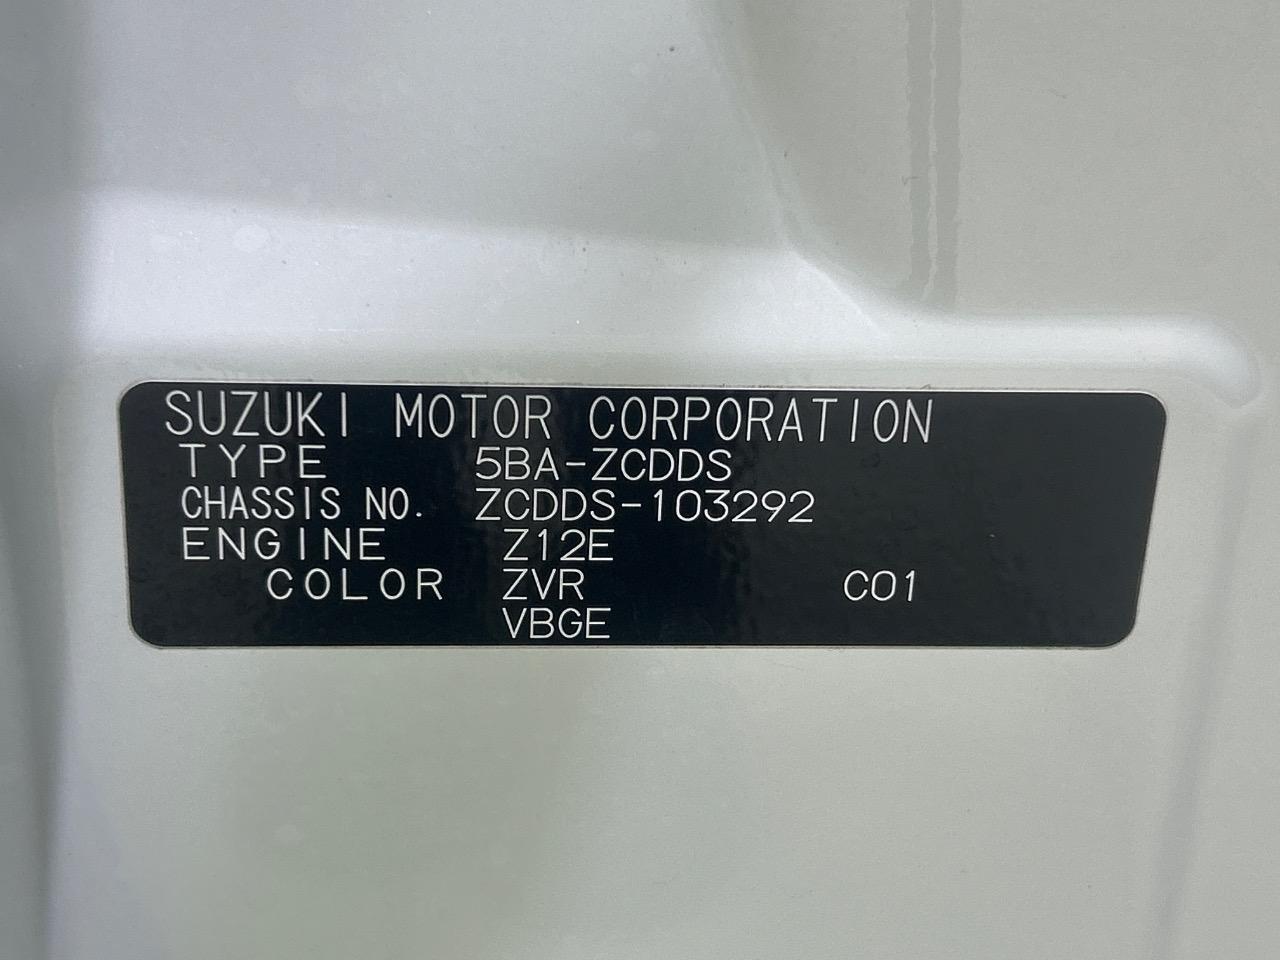 SUZUKI MOTOR CORPORATION
TYPE 5BA-ZCDDS
CHASSIS NO. ZCDDS-103292
ENGINE Z12E
COLOR ZVR C01
VBGE